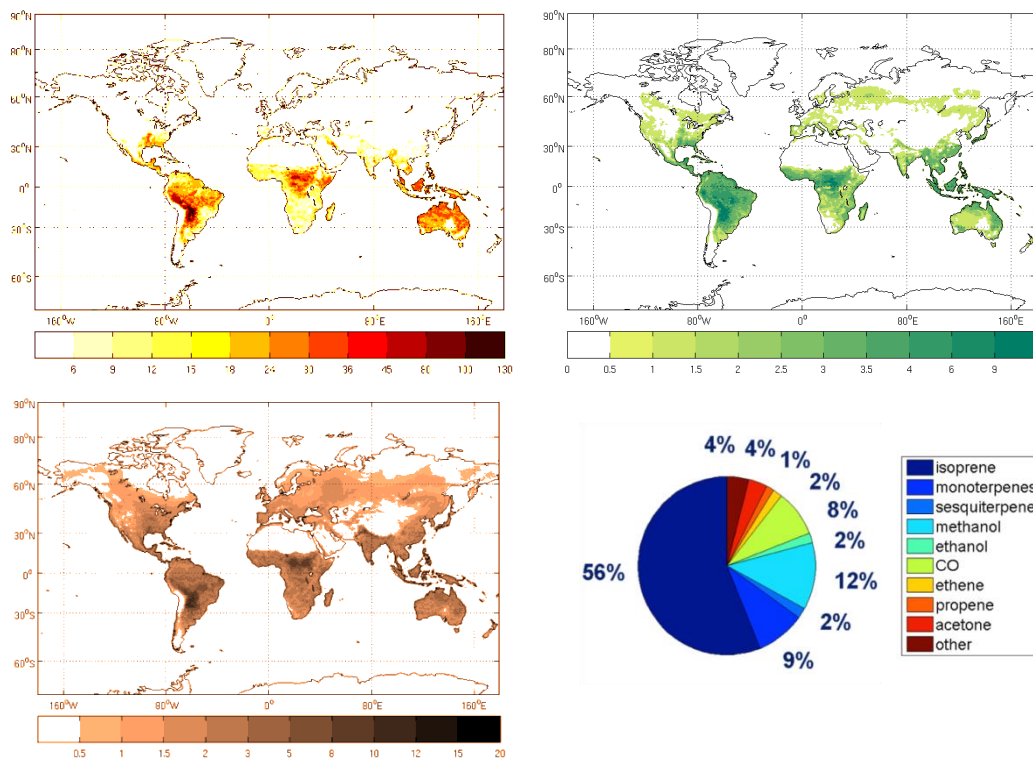 90°N
80°N
60°N
30°N
0°
30°S
60°S
160°W 80°W 0° 80°E 160°E
6 9 12 15 18 24 30 36 45 80 100 130
90°N
80°N
60°N
30°N
0°
30°S
60°S
160°W 80°W 0° 80°E 160°E
0 0.5 1 1.5 2 2.5 3 3.5 4 6 9
90°N
70°N
60°N
30°N
0°
30°S
60°S
160°W 80°W 0° 80°E 160°E
0.5 1 1.5 2 3 5 8 10 12 15 20
4% 4% 1%
2%
8%
2%
12%
2%
9%
56%
isoprene
monoterpenes
sesquiterpene
methanol
ethanol
CO
ethene
propene
acetone
other